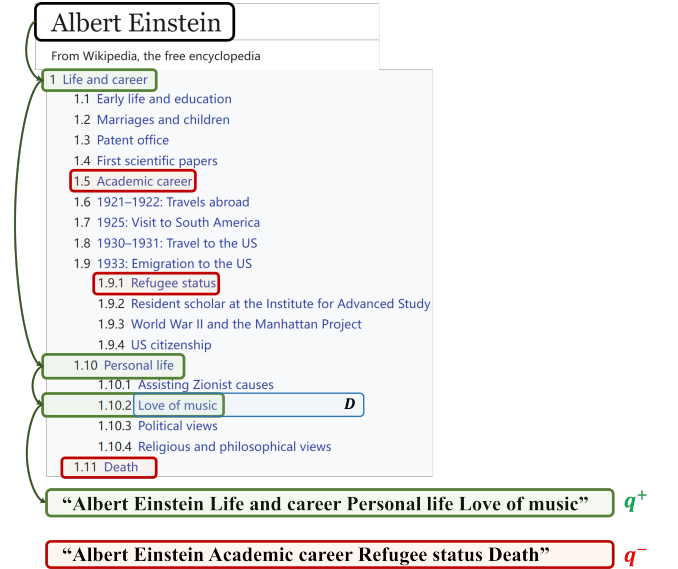 Albert Einstein
From Wikipedia, the free encyclopedia
1 Life and career
1.1 Early life and education
1.2 Marriages and children
1.3 Patent office
1.4 First scientific papers
1.5 Academic career
1.6 1921–1922: Travels abroad
1.7 1925: Visit to South America
1.8 1930–1931: Travel to the US
1.9 1933: Emigration to the US
1.9.1 Refugee status
1.9.2 Resident scholar at the Institute for Advanced Study
1.9.3 World War II and the Manhattan Project
1.9.4 US citizenship
1.10 Personal life
1.10.1 Assisting Zionist causes
1.10.2 Love of music D
1.10.3 Political views
1.10.4 Religious and philosophical views
1.11 Death
“Albert Einstein Life and career Personal life Love of music” q⁺
“Albert Einstein Academic career Refugee status Death” q⁻